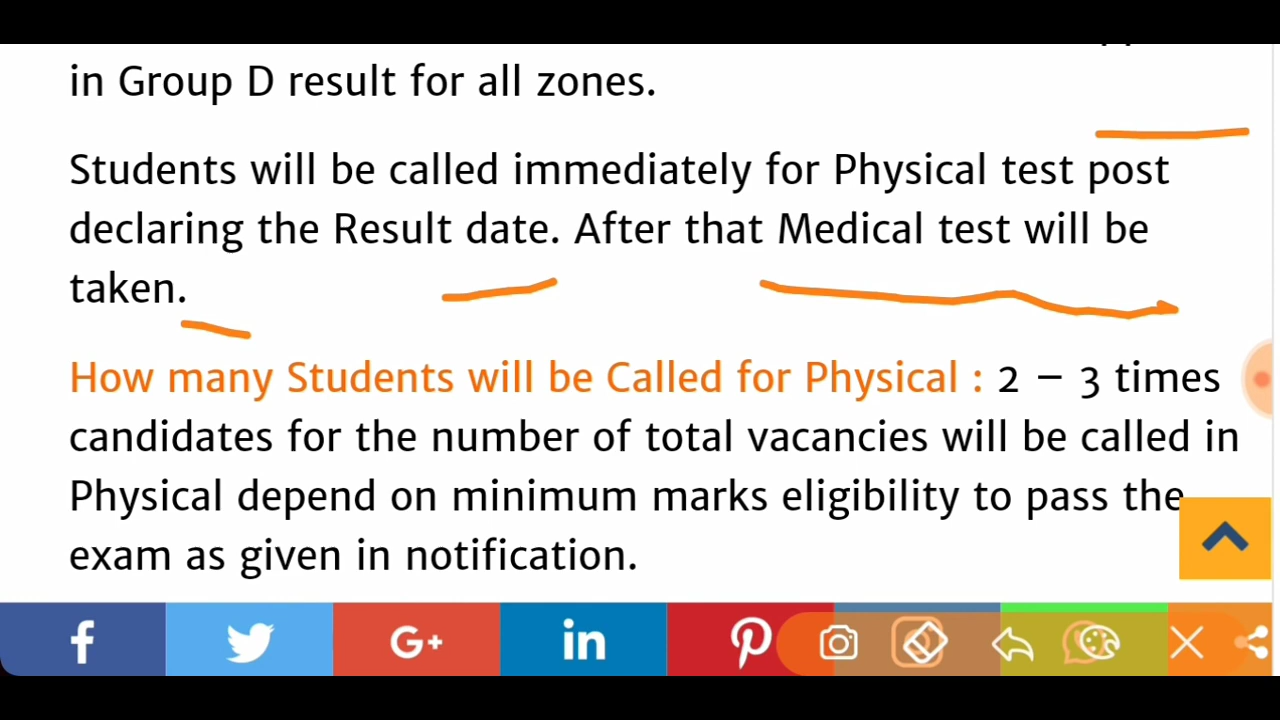 in Group D result for all zones.
Students will be called immediately for Physical test post
declaring the Result date. After that Medical test will be
taken.
How many Students will be Called for Physical : 2 – 3 times
candidates for the number of total vacancies will be called in
Physical depend on minimum marks eligibility to pass the
exam as given in notification.
G+
in